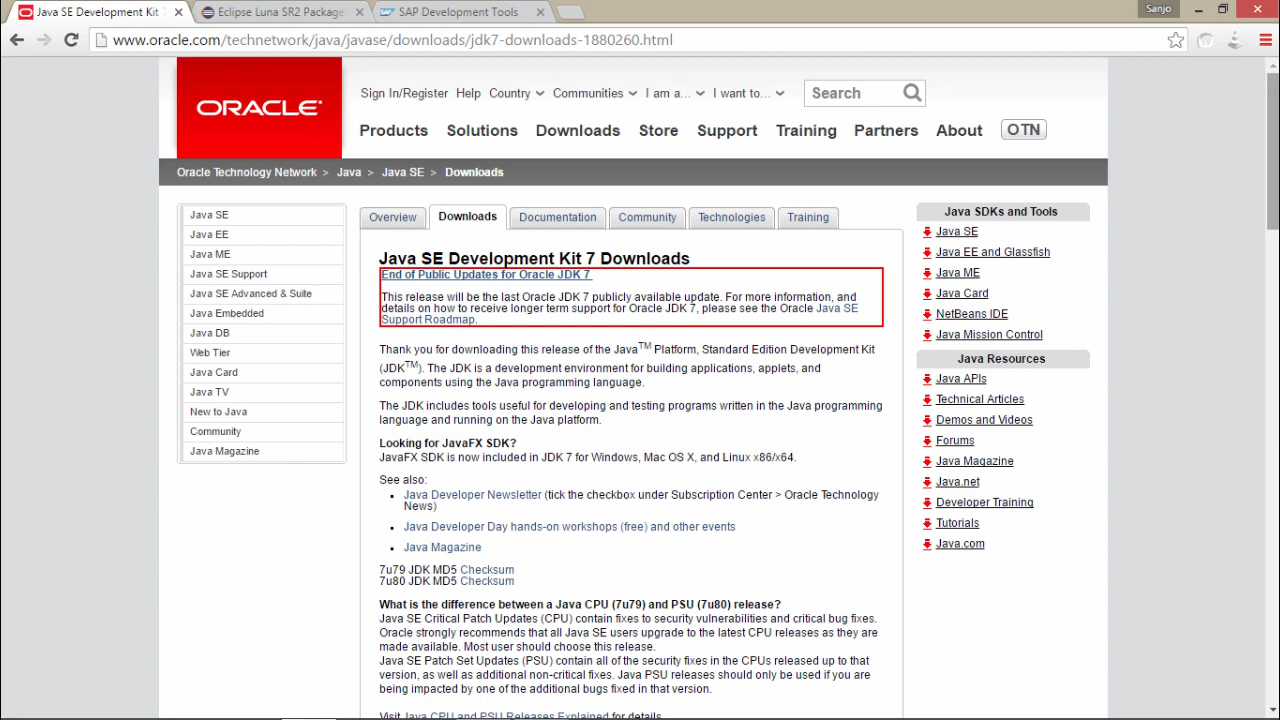 Java SE Development Kit 7
Eclipse Luna SR2 Package
SAP Development Tools
Sanjo
www.oracle.com/technetwork/java/javase/downloads/jdk7-downloads-1880260.html
ORACLE
Sign In/Register Help Country Communities I am a... I want to... Search
Products Solutions Downloads Store Support Training Partners About OTN
Oracle Technology Network > Java > Java SE > Downloads
Java SE
Java EE
Java ME
Java SE Support
Java SE Advanced & Suite
Java Embedded
Java DB
Web Tier
Java Card
Java TV
New to Java
Community
Java Magazine
Overview Downloads Documentation Community Technologies Training
Java SE Development Kit 7 Downloads
End of Public Updates for Oracle JDK 7
This release will be the last Oracle JDK 7 publicly available update. For more information, and
details on how to receive longer term support for Oracle JDK 7, please see the Oracle Java SE
Support Roadmap.
Thank you for downloading this release of the Java™ Platform, Standard Edition Development Kit
(JDK™). The JDK is a development environment for building applications, applets, and
components using the Java programming language.
The JDK includes tools useful for developing and testing programs written in the Java programming
language and running on the Java platform.
Looking for JavaFX SDK?
JavaFX SDK is now included in JDK 7 for Windows, Mac OS X, and Linux x86/x64.
See also:
• Java Developer Newsletter (tick the checkbox under Subscription Center > Oracle Technology
News)
• Java Developer Day hands-on workshops (free) and other events
• Java Magazine
7u79 JDK MD5 Checksum
7u80 JDK MD5 Checksum
What is the difference between a Java CPU (7u79) and PSU (7u80) release?
Java SE Critical Patch Updates (CPU) contain fixes to security vulnerabilities and critical bug fixes.
Oracle strongly recommends that all Java SE users upgrade to the latest CPU releases as they are
made available. Most user should choose this release.
Java SE Patch Set Updates (PSU) contain all of the security fixes in the CPUs released up to that
version, as well as additional non-critical fixes. Java PSU releases should only be used if you are
being impacted by one of the additional bugs fixed in that version.
Visit Java CPU and PSU Releases Explained for details.
Java SDKs and Tools
Java SE
Java EE and Glassfish
Java ME
Java Card
NetBeans IDE
Java Mission Control
Java Resources
Java APIs
Technical Articles
Demos and Videos
Forums
Java Magazine
Java.net
Developer Training
Tutorials
Java.com